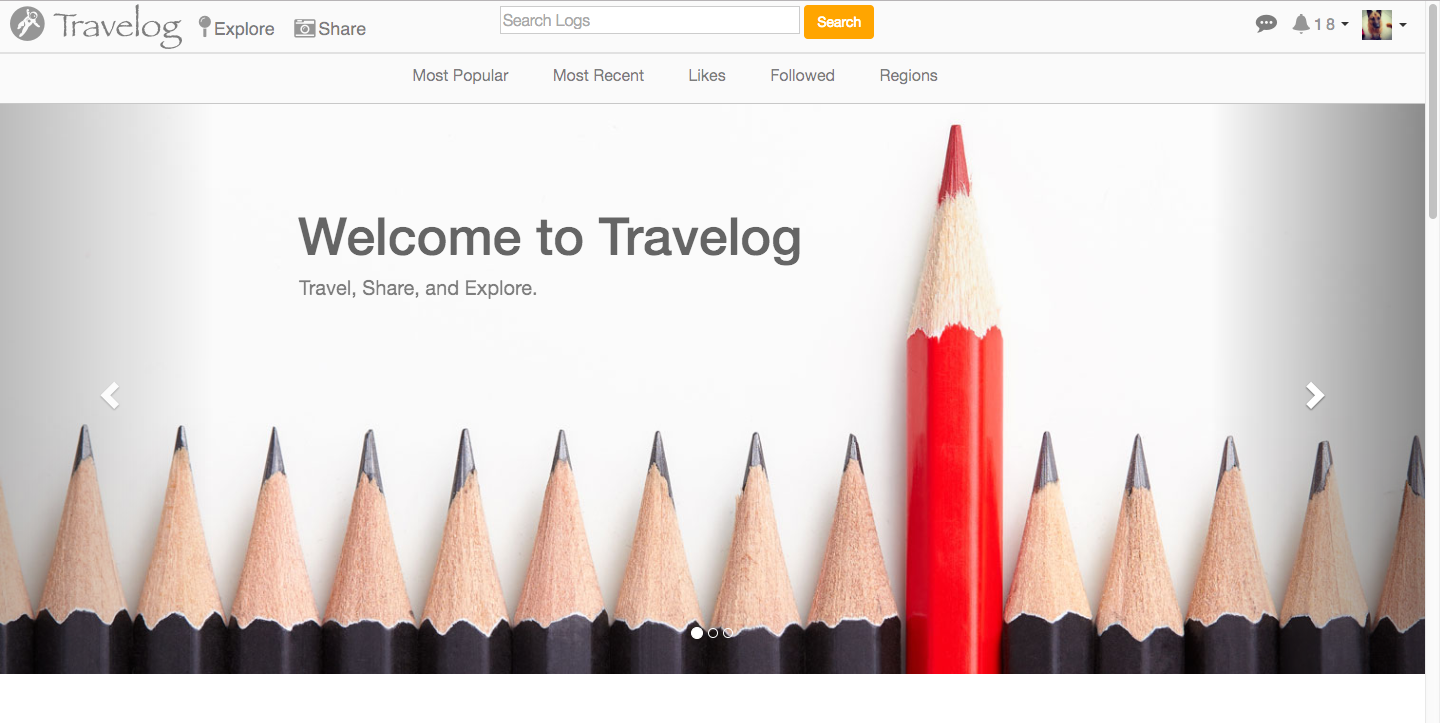 Travelog Explore Share Search Logs Search 18
Most Popular Most Recent Likes Followed Regions
Welcome to Travelog
Travel, Share, and Explore.